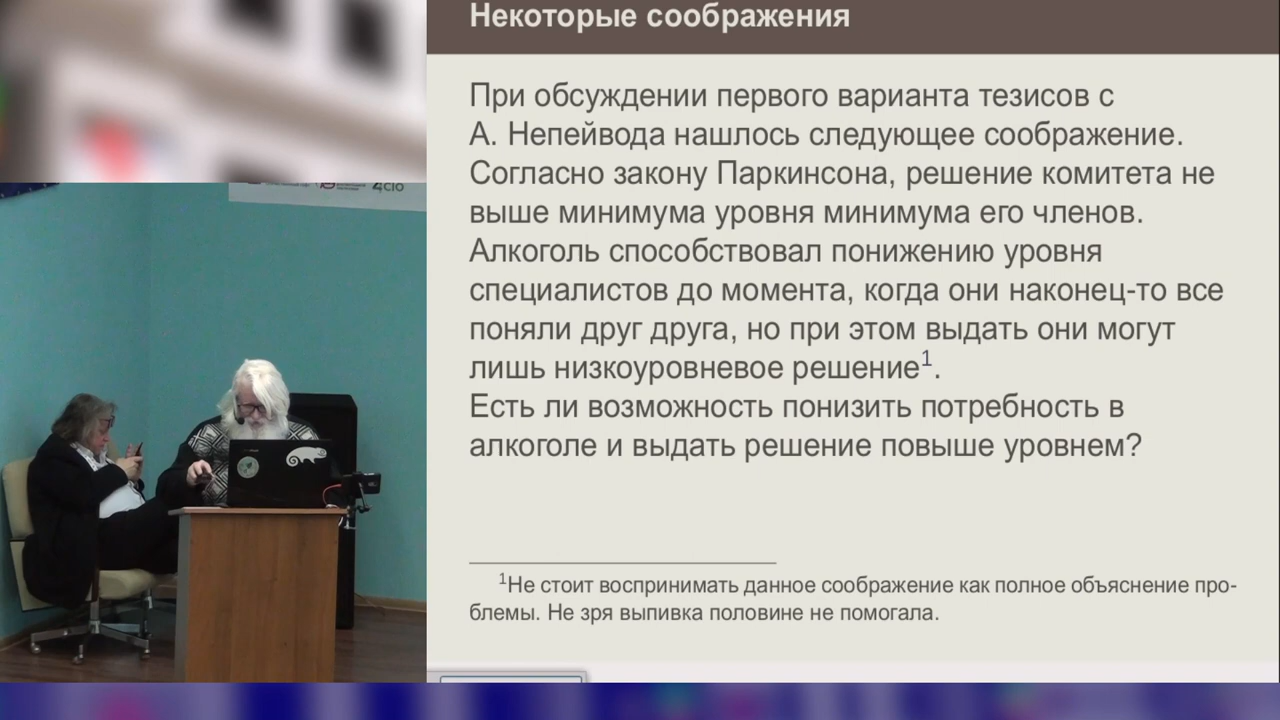 Некоторые соображения
При обсуждении первого варианта тезисов с
А. Непейвода нашлось следующее соображение.
Согласно закону Паркинсона, решение комитета не
выше минимума уровня минимума его членов.
Алкоголь способствовал понижению уровня
специалистов до момента, когда они наконец-то все
поняли друг друга, но при этом выдать они могут
лишь низкоуровневое решение¹.
Есть ли возможность понизить потребность в
алкоголе и выдать решение повыше уровнем?
¹Не стоит воспринимать данное соображение как полное объяснение про-
блемы. Не зря выпивка половине не помогала.